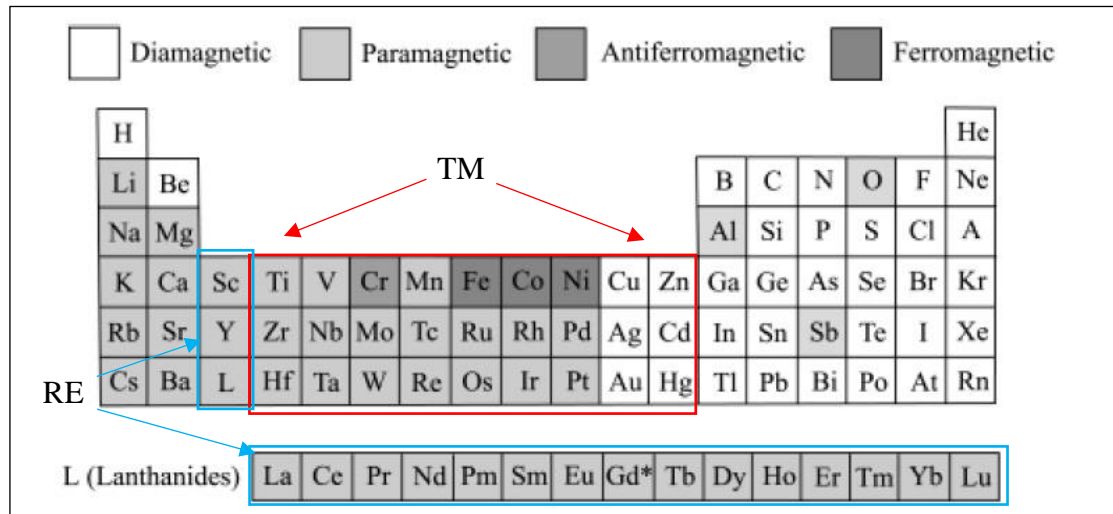 Diamagnetic Paramagnetic Antiferromagnetic Ferromagnetic
H He
TM
Li Be B C N O F Ne
Na Mg Al Si P S Cl A
K Ca Sc Ti V Cr Mn Fe Co Ni Cu Zn Ga Ge As Se Br Kr
Rb Sr Y Zr Nb Mo Tc Ru Rh Pd Ag Cd In Sn Sb Te I Xe
Cs Ba L Hf Ta W Re Os Ir Pt Au Hg Tl Pb Bi Po At Rn
RE
L (Lanthanides) La Ce Pr Nd Pm Sm Eu Gd* Tb Dy Ho Er Tm Yb Lu